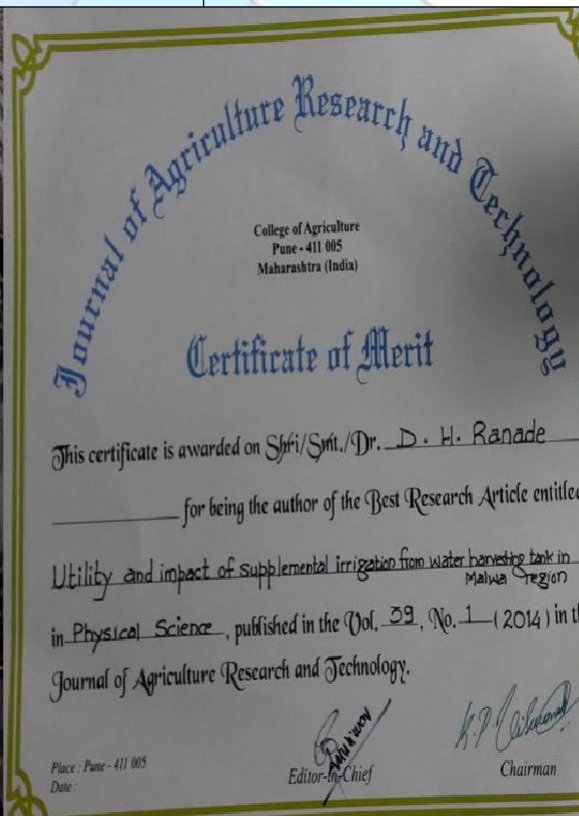 Journal of Agriculture Research and Technology
College of Agriculture
Pune - 411 005
Maharashtra (India)
Certificate of Merit
This certificate is awarded on Shri/Smt./Dr. D. H. Ranade
for being the author of the Best Research Article entitled
Utility and impact of supplemental irrigation from water harvesting tank in
Malwa region
in Physical Science, published in the Vol. 39, No. 1 (2014) in th
Journal of Agriculture Research and Technology.
Place : Pune - 411 005
Date :
Editor-in-Chief
Chairman